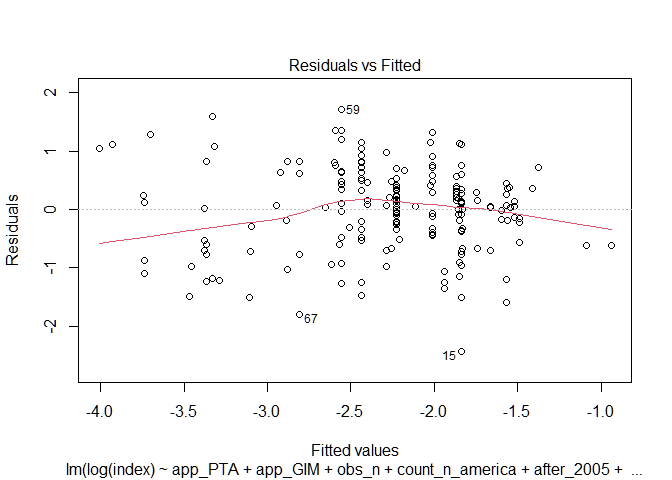 Residuals vs Fitted
Residuals
2
1
0
-1
-2
59
67
15
-4.0 -3.5 -3.0 -2.5 -2.0 -1.5 -1.0
Fitted values
lm(log(index) ~ app_PTA + app_GIM + obs_n + count_n_america + after_2005 + ...